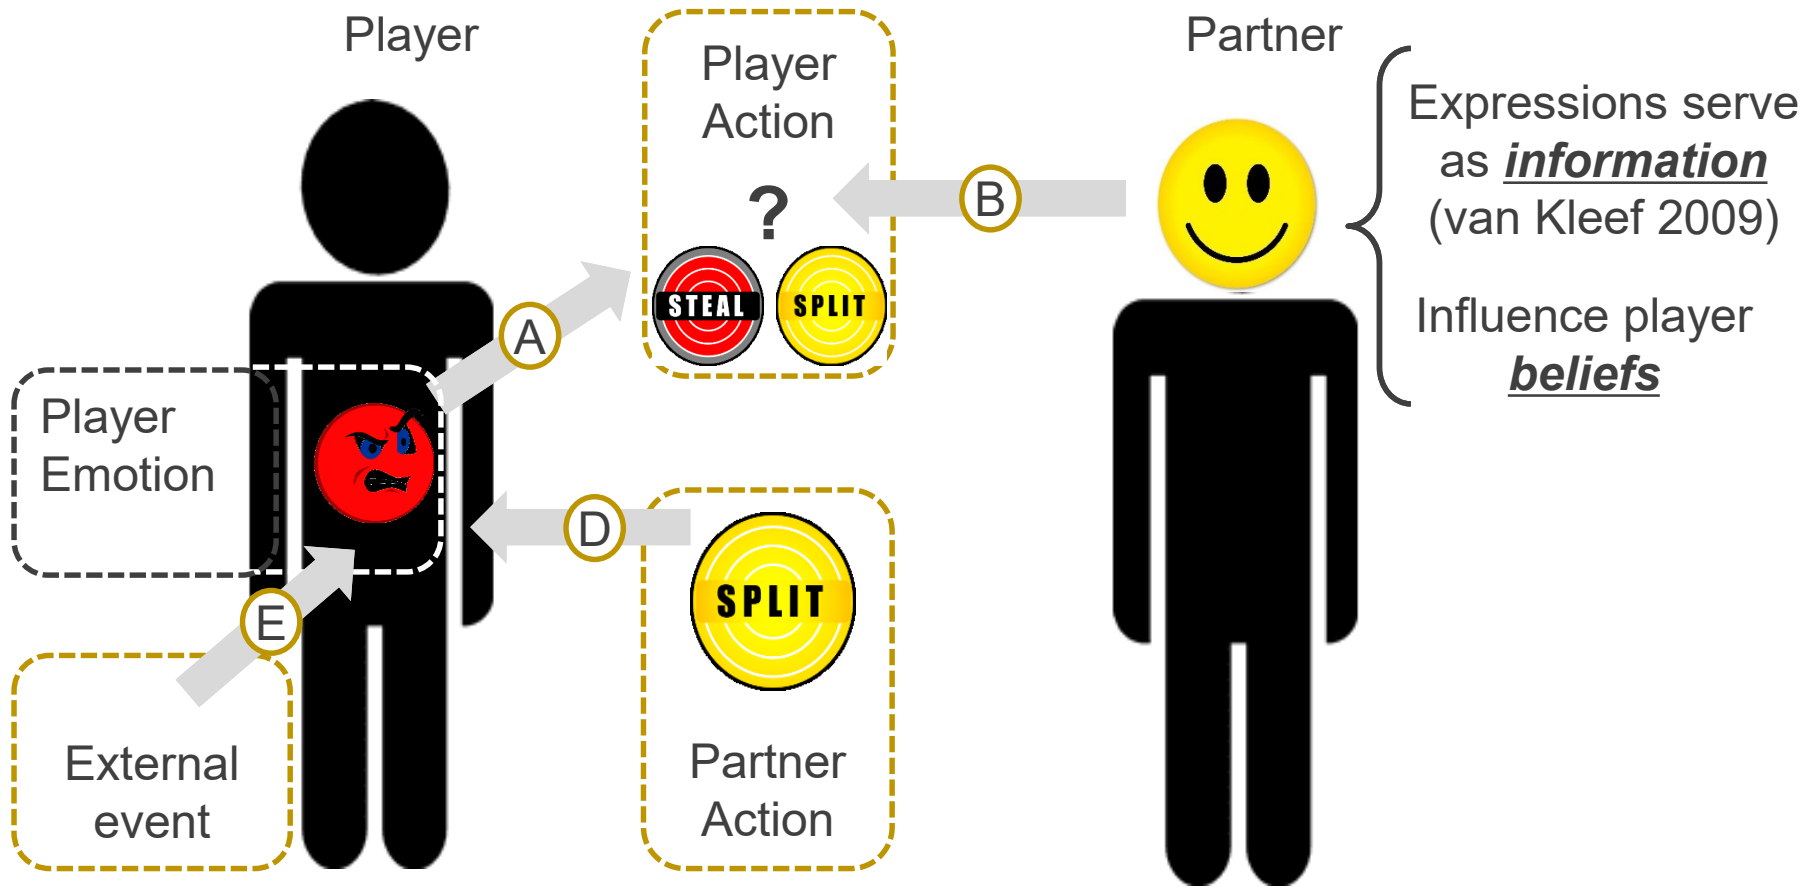 Player
Player
Action
?
STEAL
SPLIT
A
B
Partner
Expressions serve
as information
(van Kleef 2009)
Influence player
beliefs
Player
Emotion
D
SPLIT
Partner
Action
E
External
event